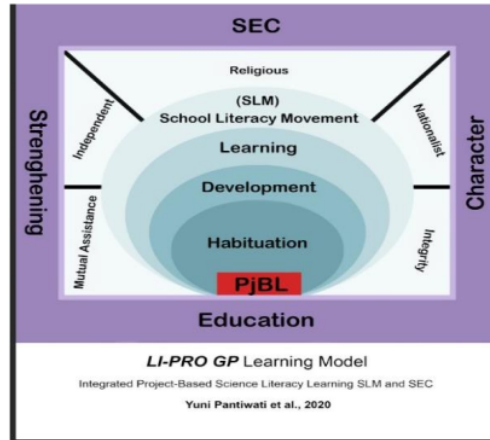 SEC
Religious
(SLM)
School Literacy Movement
Independent
Nationalist
Strenghening
Character
Learning
Development
Mutual Assistance
Habituation
Integrity
PjBL
Education
LI-PRO GP Learning Model
Integrated Project-Based Science Literacy Learning SLM and SEC
Yuni Pantiwati et al., 2020